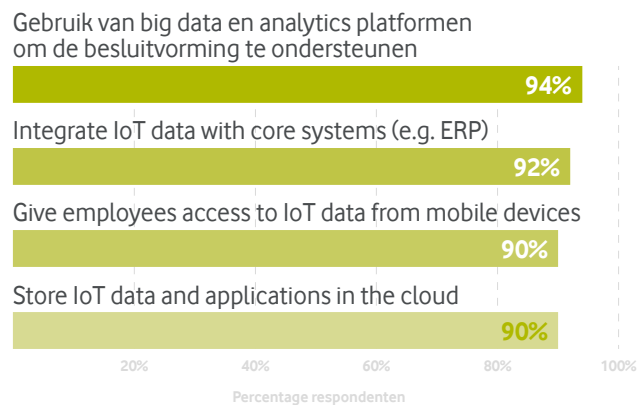 Gebruik van big data en analytics platformen
om de besluitvorming te ondersteunen
94%
Integrate IoT data with core systems (e.g. ERP)
92%
Give employees access to IoT data from mobile devices
90%
Store IoT data and applications in the cloud
90%
20% 40% 60% 80% 100%
Percentage respondenten